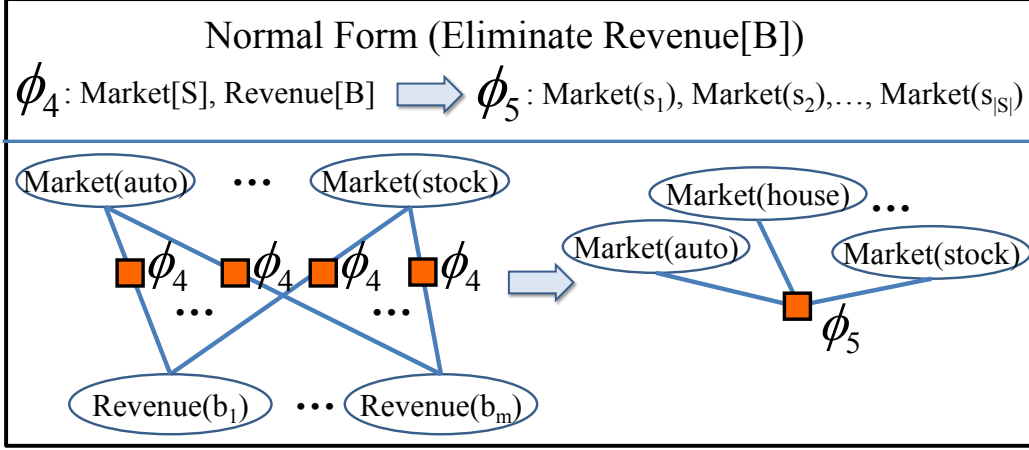 Normal Form (Eliminate Revenue[B])
ϕ₄: Market[S], Revenue[B] ϕ₅: Market(s₁), Market(s₂),…, Market(s|S|)
Market(auto) … Market(stock)
ϕ₄ ϕ₄ ϕ₄ ϕ₄
… …
Revenue(b₁) … Revenue(bₘ)
Market(house) …
Market(auto) Market(stock)
ϕ₅